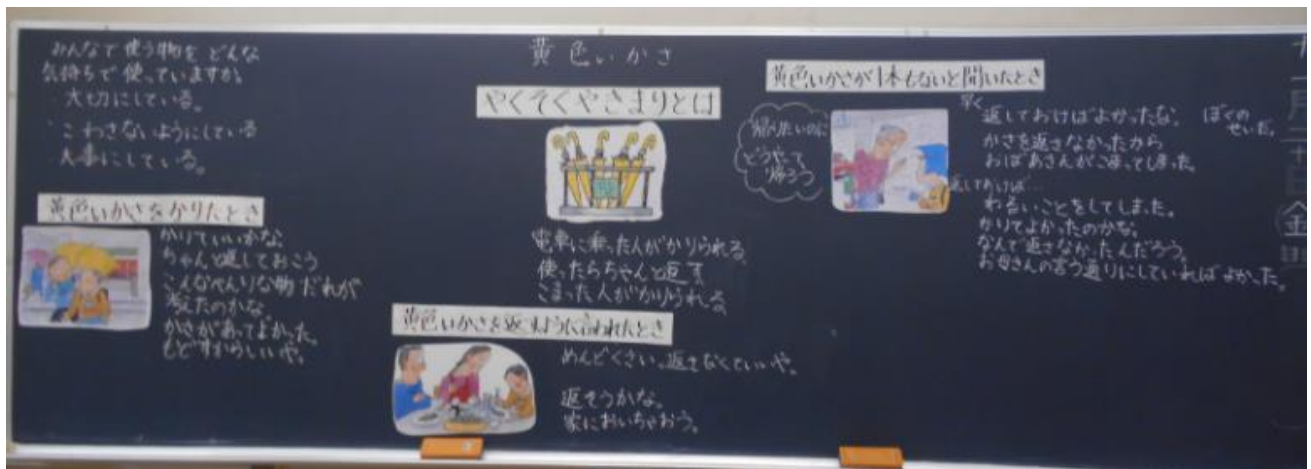 みんなで使う物をどんな
気持ちで使っていますか。
・大切にしている。
・こわさないようにしている
・大事にしている。
黄色いかさをかりたとき
かりていいかな
ちゃんと返しておこう
こんなべんりな物だれが
考えたのかな。
かさがあってよかった。
もどすからいいや。
黄色いかさ
やくそくやきまりとは
電車に乗った人がかりられる
使ったらちゃんと返す
こまった人がかりられる
黄色いかさを返すように言われたとき
めんどくさい。返さなくていいや。
返そうかな。
家においちゃおう。
黄色いかさが1本もないと聞いたとき
帰りたいのに
どうやって
帰ろう
早く
返しておけばよかったな。 ぼくの
せいだ。
かさを返さなかったから
おばあさんがこまってしまった。
返しておけば…
わるいことをしてしまった。
かりてよかったのかな。
なんで返さなかったんだろう。
お母さんの言う通りにしていればよかった。
月二十日金